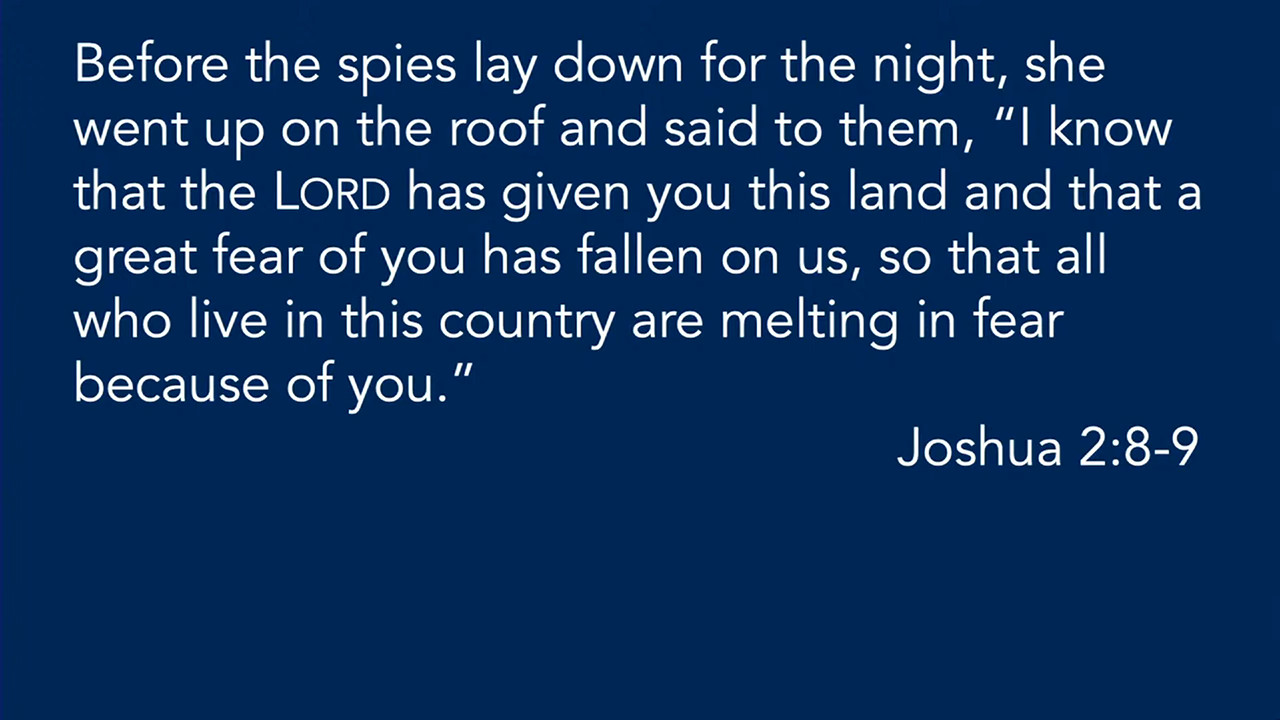 Before the spies lay down for the night, she
went up on the roof and said to them, “I know
that the LORD has given you this land and that a
great fear of you has fallen on us, so that all
who live in this country are melting in fear
because of you.”
Joshua 2:8-9